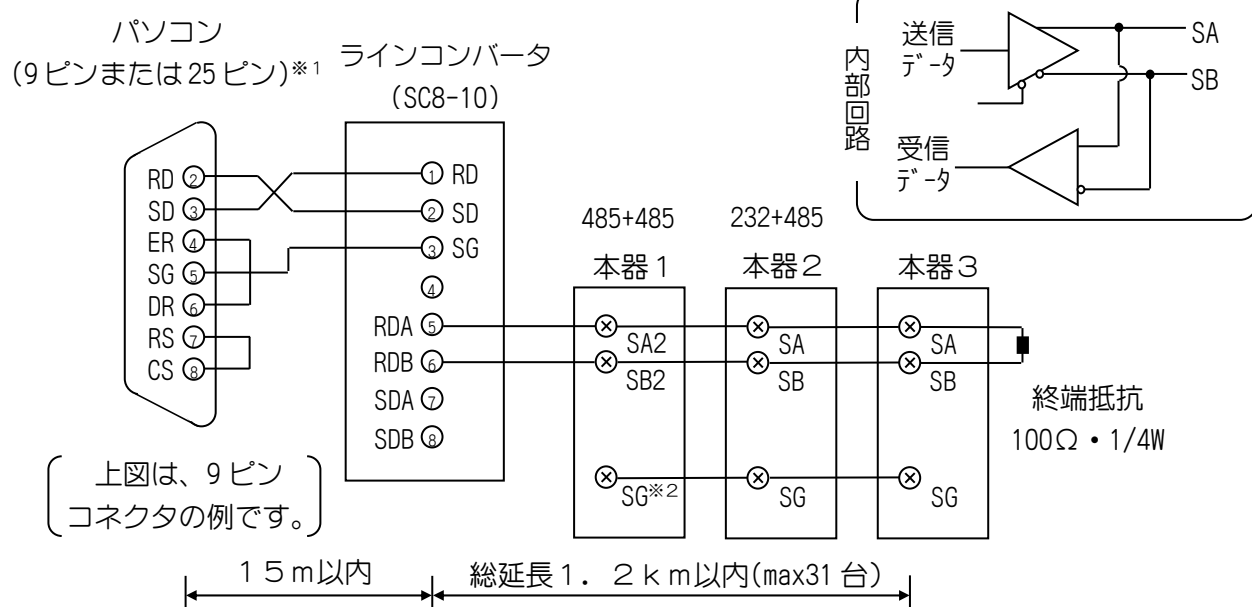 パソコン
(9ピンまたは25ピン)※1
ラインコンバータ
(SC8-10)
RD ②
SD ③
ER ④
SG ⑤
DR ⑥
RS ⑦
CS ⑧
① RD
② SD
③ SG
④
RDA ⑤
RDB ⑥
SDA ⑦
SDB ⑧
上図は、9ピン
コネクタの例です。
内部回路
送信
データ
SA
SB
受信
データ
485+485
232+485
本器1
本器2
本器3
SA2
SA
SA
SB2
SB
SB
SG※2
SG
SG
終端抵抗
100Ω・1/4W
15m以内
総延長1.2km以内(max31台)